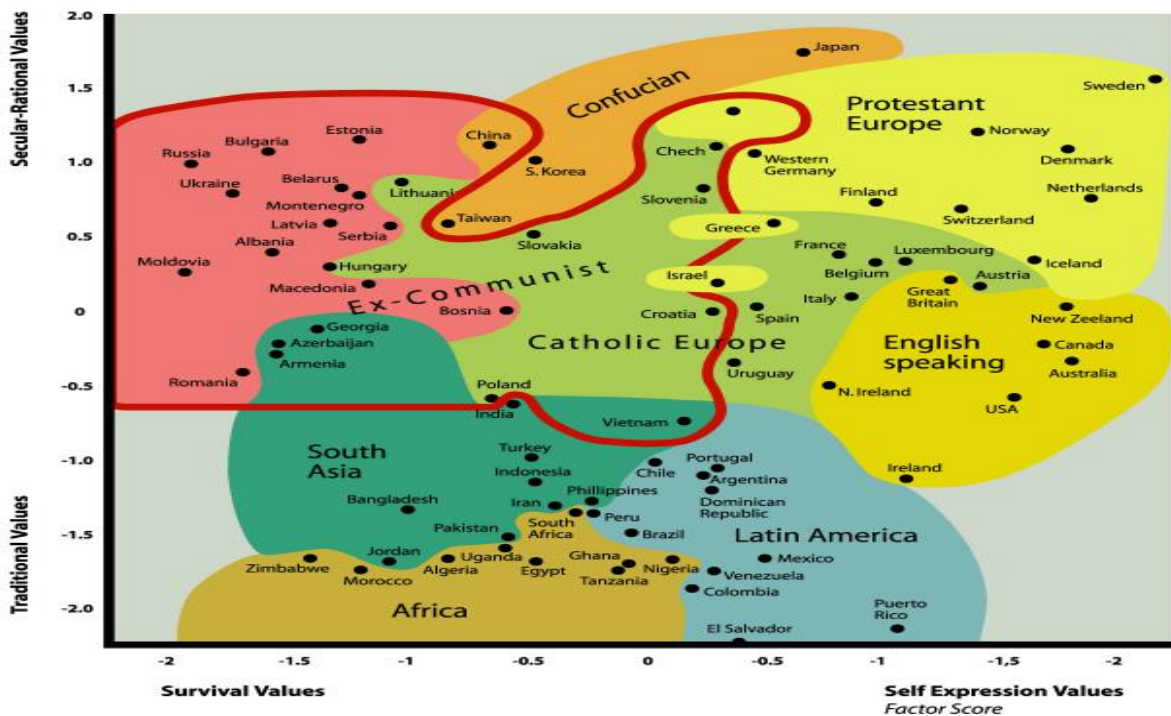 Secular-Rational Values
Traditional Values
2.0
1.5
1.0
0.5
0
-0.5
-1.0
-1.5
-2.0
Japan
Confucian
Sweden
Protestant
Europe
Estonia
China
Bulgaria
Norway
Russia
Chech
Western
Germany
Denmark
S. Korea
Ukraine
Belarus
Lithuani
Slovenia
Finland
Netherlands
Montenegro
Latvia
Taiwan
Switzerland
Serbia
Greece
Albania
Slovakia
France
Luxembourg
Moldovia
Hungary
Israel
Belgium
Austria
Iceland
Macedonia
Ex-Communist
Great
Britain
Bosnia
Croatia
Spain
Italy
New Zeeland
Georgia
Azerbaijan
Catholic Europe
English
speaking
Canada
Armenia
Uruguay
Australia
Romania
Poland
N. Ireland
India
USA
Vietnam
South
Asia
Turkey
Portugal
Chile
Ireland
Indonesia
Argentina
Bangladesh
Iran
Phillippines
Dominican
Republic
Pakistan
South
Africa
Peru
Brazil
Latin America
Zimbabwe
Jordan
Uganda
Ghana
Mexico
Morocco
Algeria
Egypt
Tanzania
Nigeria
Venezuela
Colombia
Africa
Puerto
Rico
El Salvador
-2
-1.5
-1
-0.5
0
-0.5
-1
-1,5
-2
Survival Values
Self Expression Values
Factor Score